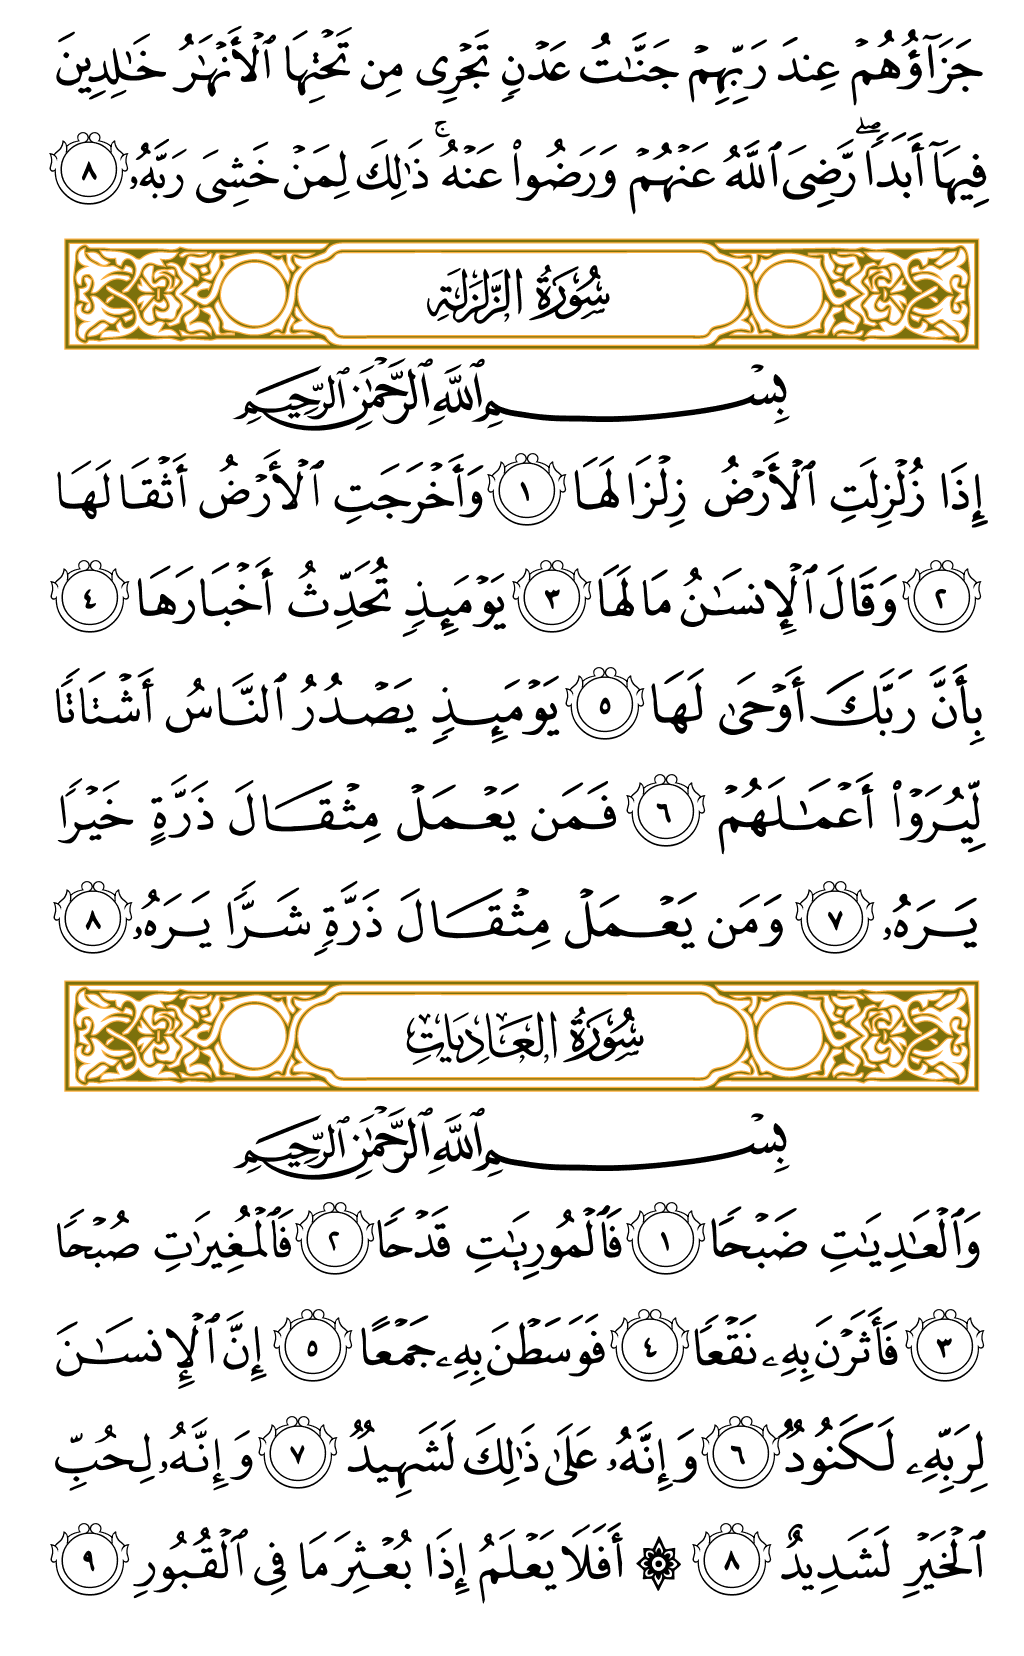 جَزَآؤُهُمۡ عِندَ رَبِّهِمۡ جَنَّٰتُ عَدۡنٖ تَجۡرِي مِن تَحۡتِهَا ٱلۡأَنۡهَٰرُ خَٰلِدِينَ
فِيهَآ أَبَدٗاۖ رَّضِيَ ٱللَّهُ عَنۡهُمۡ وَرَضُواْ عَنۡهُۚ ذَٰلِكَ لِمَنۡ خَشِيَ رَبَّهُۥ ٨
سُورَةُ الزَّلْزَلَةِ
بِسۡمِ ٱللَّهِ ٱلرَّحۡمَٰنِ ٱلرَّحِيمِ
إِذَا زُلۡزِلَتِ ٱلۡأَرۡضُ زِلۡزَالَهَا ١ وَأَخۡرَجَتِ ٱلۡأَرۡضُ أَثۡقَالَهَا
٢ وَقَالَ ٱلۡإِنسَٰنُ مَا لَهَا ٣ يَوۡمَئِذٖ تُحَدِّثُ أَخۡبَارَهَا ٤
بِأَنَّ رَبَّكَ أَوۡحَىٰ لَهَا ٥ يَوۡمَئِذٖ يَصۡدُرُ ٱلنَّاسُ أَشۡتَاتٗا
لِّيُرَوۡاْ أَعۡمَٰلَهُمۡ ٦ فَمَن يَعۡمَلۡ مِثۡقَالَ ذَرَّةٍ خَيۡرٗا
يَرَهُۥ ٧ وَمَن يَعۡمَلۡ مِثۡقَالَ ذَرَّةٖ شَرّٗا يَرَهُۥ ٨
سُورَةُ العَادِيَاتِ
بِسۡمِ ٱللَّهِ ٱلرَّحۡمَٰنِ ٱلرَّحِيمِ
وَٱلۡعَٰدِيَٰتِ ضَبۡحٗا ١ فَٱلۡمُورِيَٰتِ قَدۡحٗا ٢ فَٱلۡمُغِيرَٰتِ صُبۡحٗا
٣ فَأَثَرۡنَ بِهِۦ نَقۡعٗا ٤ فَوَسَطۡنَ بِهِۦ جَمۡعًا ٥ إِنَّ ٱلۡإِنسَٰنَ
لِرَبِّهِۦ لَكَنُودٞ ٦ وَإِنَّهُۥ عَلَىٰ ذَٰلِكَ لَشَهِيدٞ ٧ وَإِنَّهُۥ لِحُبِّ
ٱلۡخَيۡرِ لَشَدِيدٌ ٨ ۞ أَفَلَا يَعۡلَمُ إِذَا بُعۡثِرَ مَا فِي ٱلۡقُبُورِ ٩